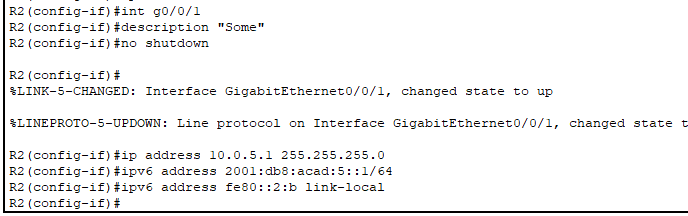 R2(config-if)#int g0/0/1
R2(config-if)#description "Some"
R2(config-if)#no shutdown
R2(config-if)#
%LINK-5-CHANGED: Interface GigabitEthernet0/0/1, changed state to up
%LINEPROTO-5-UPDOWN: Line protocol on Interface GigabitEthernet0/0/1, changed state t
R2(config-if)#ip address 10.0.5.1 255.255.255.0
R2(config-if)#ipv6 address 2001:db8:acad:5::1/64
R2(config-if)#ipv6 address fe80::2:b link-local
R2(config-if)#